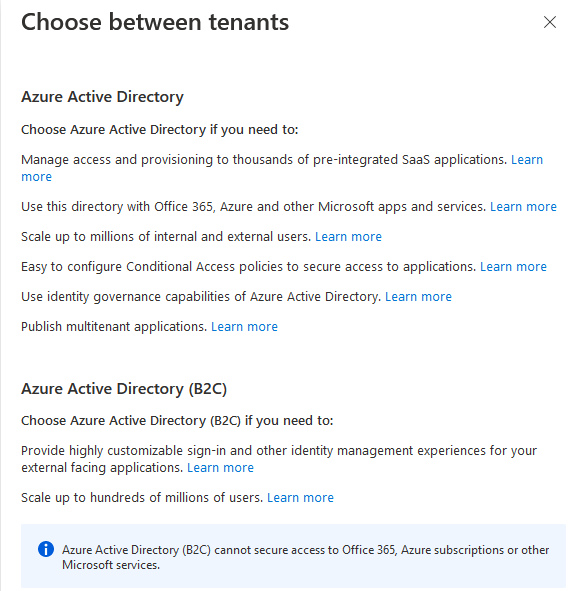 Choose between tenants
Azure Active Directory
Choose Azure Active Directory if you need to:
Manage access and provisioning to thousands of pre-integrated SaaS applications. Learn
more
Use this directory with Office 365, Azure and other Microsoft apps and services. Learn more
Scale up to millions of internal and external users. Learn more
Easy to configure Conditional Access policies to secure access to applications. Learn more
Use identity governance capabilities of Azure Active Directory. Learn more
Publish multitenant applications. Learn more
Azure Active Directory (B2C)
Choose Azure Active Directory (B2C) if you need to:
Provide highly customizable sign-in and other identity management experiences for your
external facing applications. Learn more
Scale up to hundreds of millions of users. Learn more
Azure Active Directory (B2C) cannot secure access to Office 365, Azure subscriptions or other
Microsoft services.